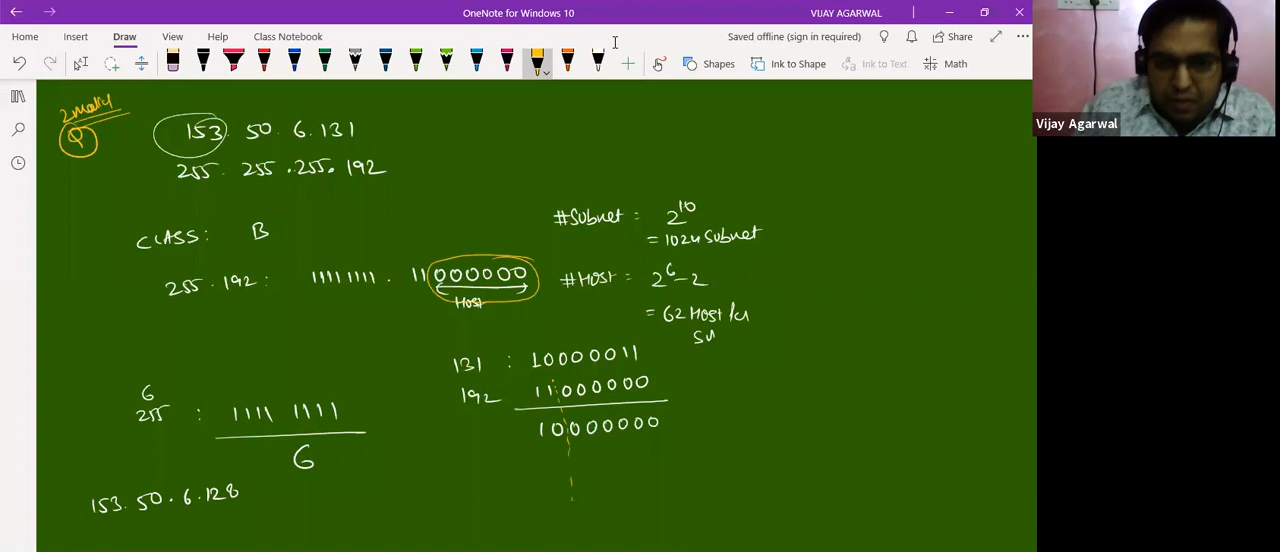 OneNote for Windows 10
VIJAY AGARWAL
Home Insert Draw View Help Class Notebook
Saved offline (sign in required)
Share
Shapes
Ink to Shape
Ink to Text
Math
Vijay Agarwal
Q
153. 50. 6. 131
255. 255.255.192
CLASS: B
#Subnet = 2^10
= 1024 Subnet
255.192: 11111111. 11000000
Host
#HOST = 2^6-2
= 62 Host
131 : 10000011
192 11000000
10000000
6
255 : 1111 1111
6
153.50.6.128